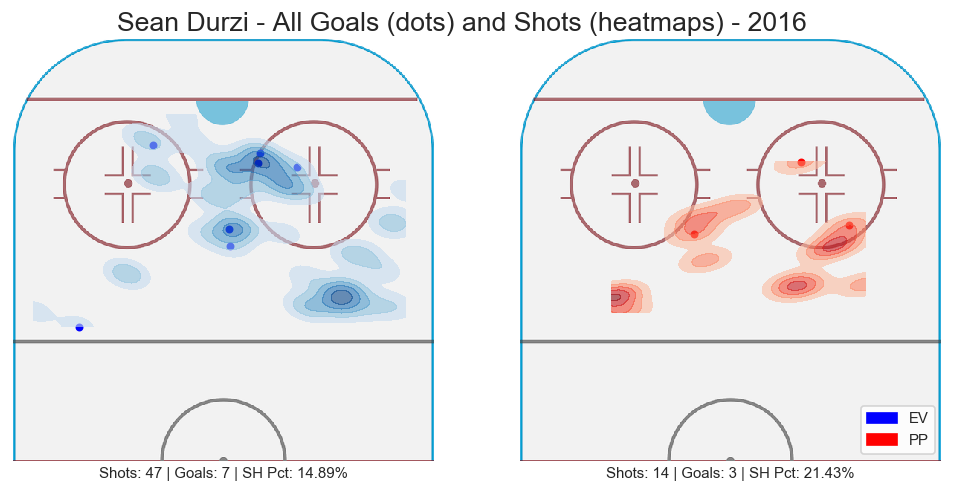 Sean Durzi - All Goals (dots) and Shots (heatmaps) - 2016
EV
PP
Shots: 47 | Goals: 7 | SH Pct: 14.89%
Shots: 14 | Goals: 3 | SH Pct: 21.43%